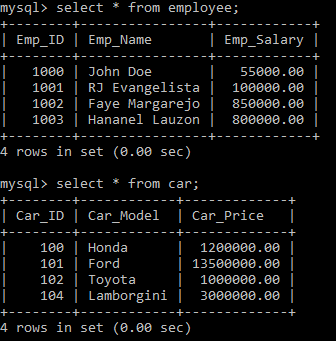 mysql> select * from employee;
+--------+----------------+------------+
| Emp_ID | Emp_Name       | Emp_Salary |
+--------+----------------+------------+
|   1000 | John Doe       |   55000.00 |
|   1001 | RJ Evangelista |  100000.00 |
|   1002 | Faye Margarejo |  850000.00 |
|   1003 | Hananel Lauzon |  800000.00 |
+--------+----------------+------------+
4 rows in set (0.00 sec)
mysql> select * from car;
+--------+------------+-------------+
| Car_ID | Car_Model  | Car_Price   |
+--------+------------+-------------+
|    100 | Honda      |  1200000.00 |
|    101 | Ford       | 13500000.00 |
|    102 | Toyota     |  1000000.00 |
|    104 | Lamborgini |  3000000.00 |
+--------+------------+-------------+
4 rows in set (0.00 sec)